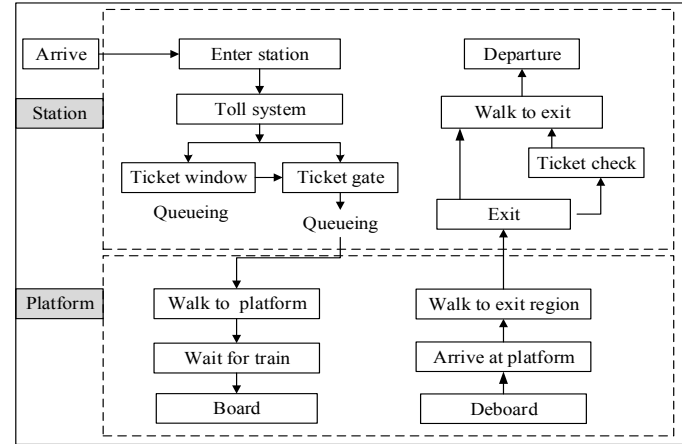 Arrive
Enter station
Departure
Station
Toll system
Walk to exit
Ticket window
Ticket gate
Ticket check
Queueing
Queueing
Exit
Platform
Walk to platform
Walk to exit region
Wait for train
Arrive at platform
Board
Deboard